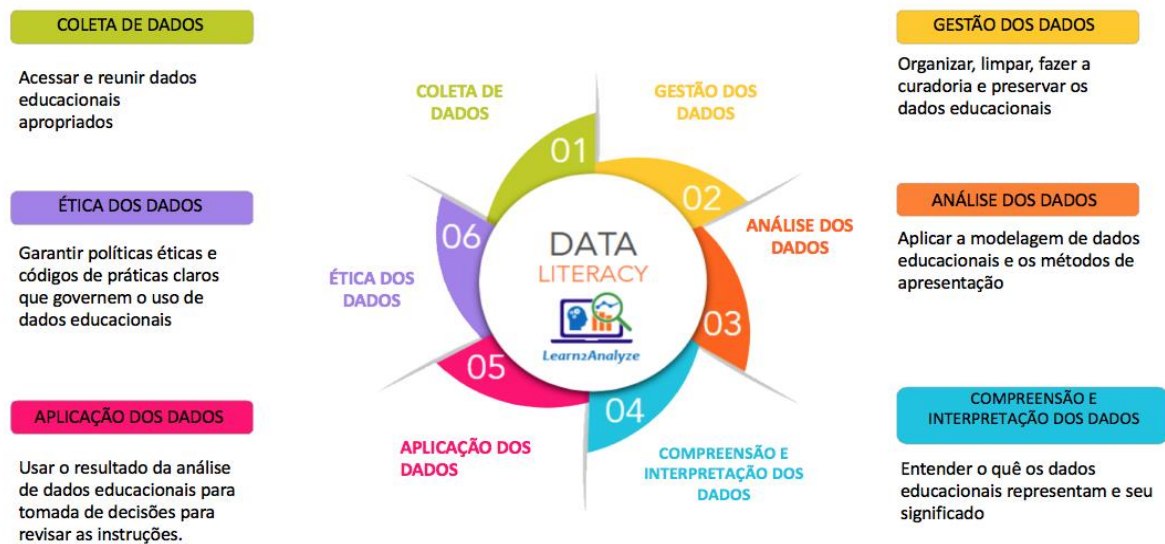 COLETA DE DADOS
Acessar e reunir dados
educacionais
apropriados
ÉTICA DOS DADOS
Garantir políticas éticas e
códigos de práticas claros
que governem o uso de
dados educacionais
APLICAÇÃO DOS DADOS
Usar o resultado da análise
de dados educacionais para
tomada de decisões para
revisar as instruções.
COLETA DE
DADOS
01
GESTÃO DOS
DADOS
02
ANÁLISE DOS
DADOS
03
COMPREENSÃO E
INTERPRETAÇÃO DOS
DADOS
04
APLICAÇÃO DOS
DADOS
05
ÉTICA DOS
DADOS
06
DATA
LITERACY
Learn2Analyze
GESTÃO DOS DADOS
Organizar, limpar, fazer a
curadoria e preservar os
dados educacionais
ANÁLISE DOS DADOS
Aplicar a modelagem de dados
educacionais e os métodos de
apresentação
COMPREENSÃO E
INTERPRETAÇÃO DOS DADOS
Entender o quê os dados
educacionais representam e seu
significado